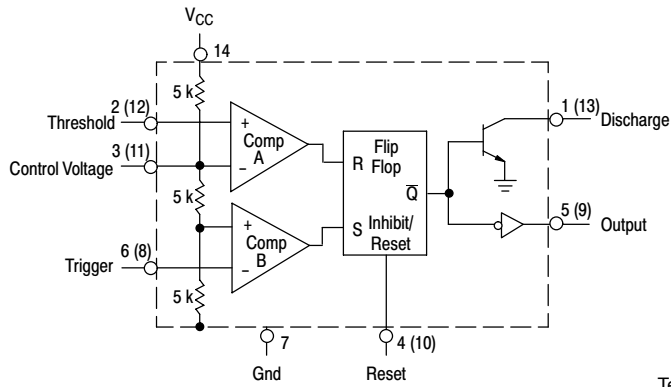 VCC
14
5 k
2 (12)
Threshold
+
Comp
A
−
1 (13)
Discharge
3 (11)
Control Voltage
Flip
Flop
R
Q̅
5 k
S
Inhibit/
Reset
+
Comp
B
−
5 (9)
Output
6 (8)
Trigger
5 k
7
Gnd
4 (10)
Reset